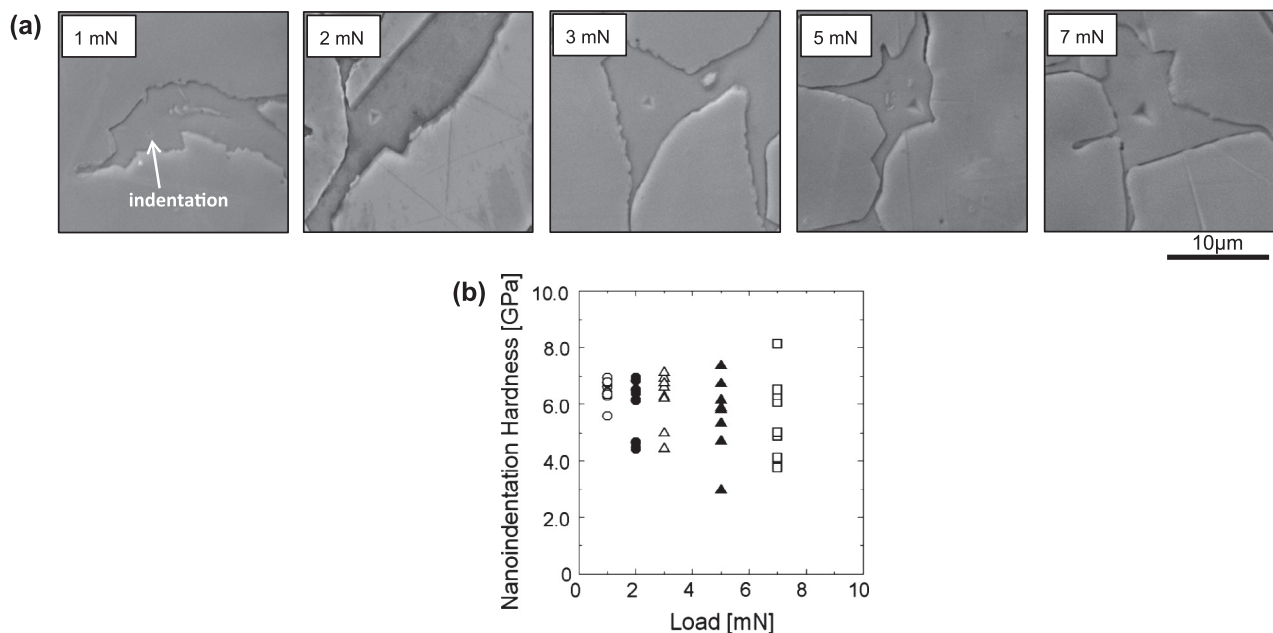 (a)
1 mN
2 mN
3 mN
5 mN
7 mN
indentation
10μm
(b)
Nanoindentation Hardness [GPa]
10.0
8.0
6.0
4.0
2.0
0
0 2 4 6 8 10
Load [mN]